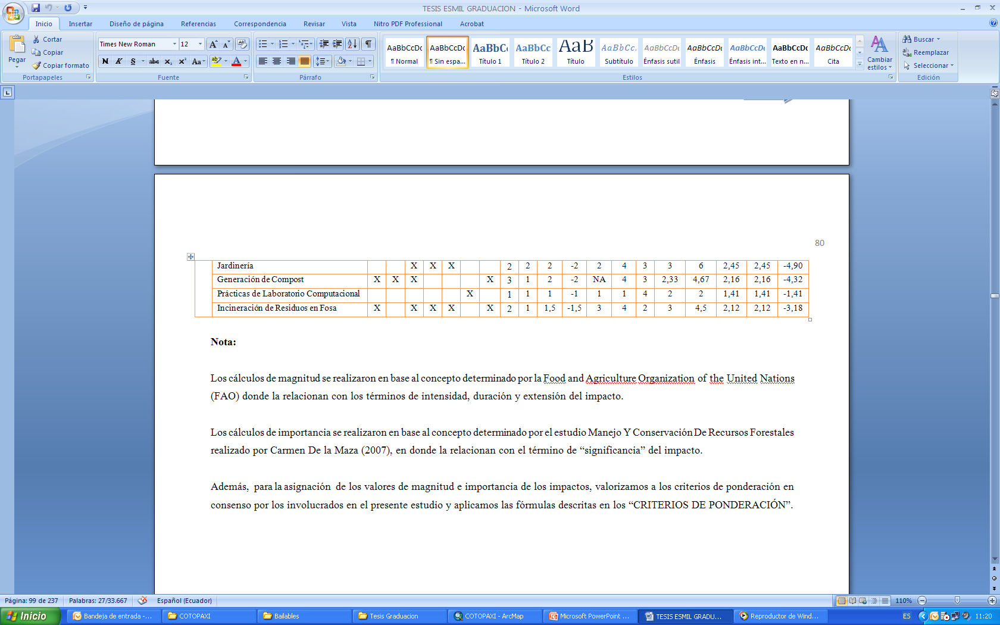 TESIS ESMIL GRADUACION - Microsoft Word
Inicio Insertar Diseño de página Referencias Correspondencia Revisar Vista Nitro PDF Professional Acrobat
Pegar
Cortar
Copiar
Copiar formato
Portapapeles
Times New Roman 12
Fuente
Párrafo
AaBbCcDc AaBbCcDc AaBbCc AaBbCc AaB AaBbCc. AaBbCcDc AaBbCcDc AaBbCcDc AaBbCcDc AaBbCcDc
¶ Normal ¶ Sin espa... Título 1 Título 2 Título Subtítulo Énfasis sutil Énfasis Énfasis int... Texto en n... Cita
Cambiar estilos
Estilos
Buscar
Reemplazar
Seleccionar
Edición
80
Jardinería X X X 2 2 2 -2 2 4 3 3 6 2,45 2,45 -4,90
Generación de Compost X X X X 3 1 2 -2 NA 4 3 2,33 4,67 2,16 2,16 -4,32
Prácticas de Laboratorio Computacional X 1 1 1 -1 1 1 4 2 2 1,41 1,41 -1,41
Incineración de Residuos en Fosa X X X X X 2 1 1,5 -1,5 3 4 2 3 4,5 2,12 2,12 -3,18
Nota:
Los cálculos de magnitud se realizaron en base al concepto determinado por la Food and Agriculture Organization of the United Nations
(FAO) donde la relacionan con los términos de intensidad, duración y extensión del impacto.
Los cálculos de importancia se realizaron en base al concepto determinado por el estudio Manejo Y Conservación De Recursos Forestales
realizado por Carmen De la Maza (2007), en donde la relacionan con el término de “significancia” del impacto.
Además, para la asignación de los valores de magnitud e importancia de los impactos, valorizamos a los criterios de ponderación en
consenso por los involucrados en el presente estudio y aplicamos las fórmulas descritas en los “CRITERIOS DE PONDERACIÓN”.
Página: 99 de 237 Palabras: 27/33.667 Español (Ecuador) 110%
Inicio Bandeja de entrada -... COTOPAXI Bailables Tesis Graduacion COTOPAXI - ArcMap Microsoft PowerPoint ... TESIS ESMIL GRADU... Reproductor de Wind... ES 11:20